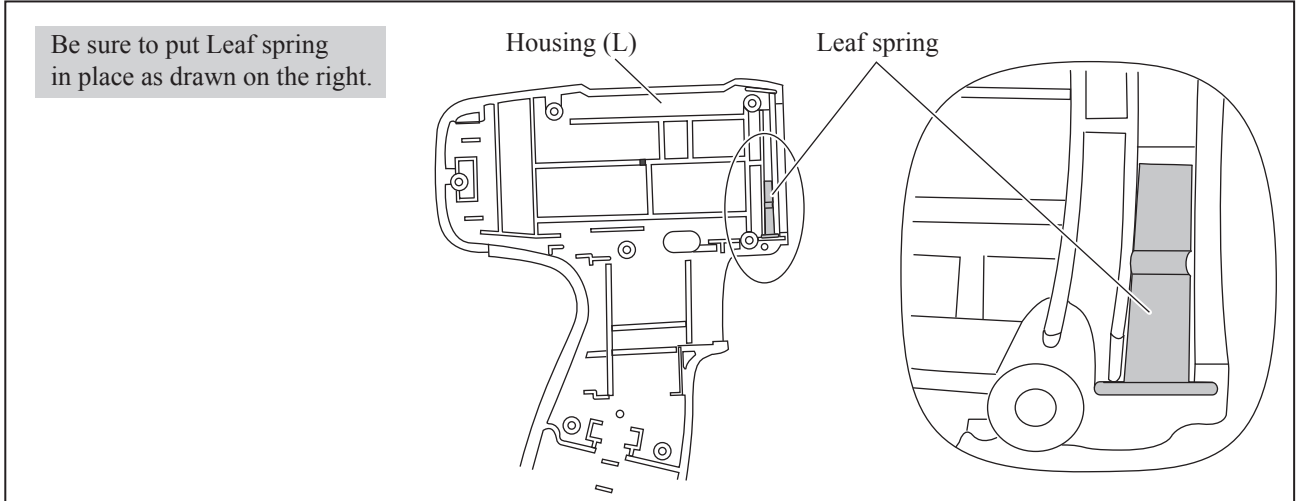 Be sure to put Leaf spring
in place as drawn on the right.
Housing (L)
Leaf spring